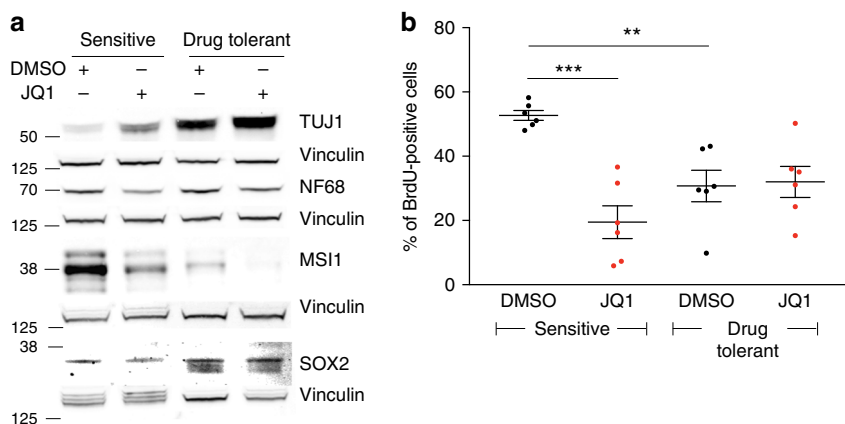 a
Sensitive Drug tolerant
DMSO + – + –
JQ1 – + – +
TUJ1
50
Vinculin
125
70 NF68
Vinculin
125
MSI1
38
Vinculin
125
38
SOX2
Vinculin
125
b
% of BrdU-positive cells
80
60
40
20
0
**
***
DMSO JQ1 DMSO JQ1
Sensitive Drug
tolerant